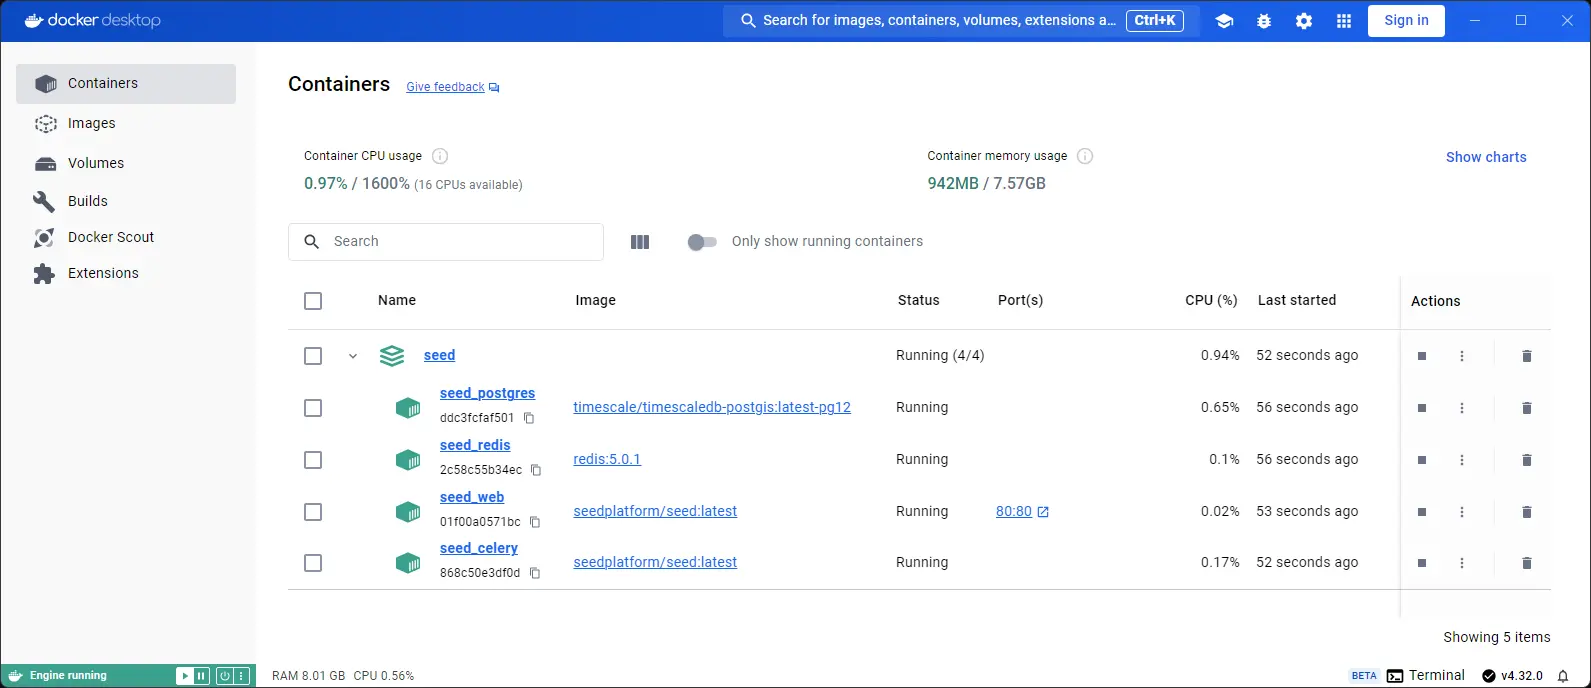 docker desktop
Search for images, containers, volumes, extensions a... Ctrl+K
Sign in
Containers
Images
Volumes
Builds
Docker Scout
Extensions
Containers Give feedback
Container CPU usage
0.97% / 1600% (16 CPUs available)
Container memory usage
942MB / 7.57GB
Show charts
Search
Only show running containers
Name Image Status Port(s) CPU (%) Last started Actions
seed Running (4/4) 0.94% 52 seconds ago
seed_postgres
ddc3fcfaf501
timescale/timescaledb-postgis:latest-pg12 Running 0.65% 56 seconds ago
seed_redis
2c58c55b34ec
redis:5.0.1 Running 0.1% 56 seconds ago
seed_web
01f00a0571bc
seedplatform/seed:latest Running 80:80 0.02% 53 seconds ago
seed_celery
868c50e3df0d
seedplatform/seed:latest Running 0.17% 52 seconds ago
Showing 5 items
Engine running
RAM 8.01 GB CPU 0.56%
BETA Terminal v4.32.0